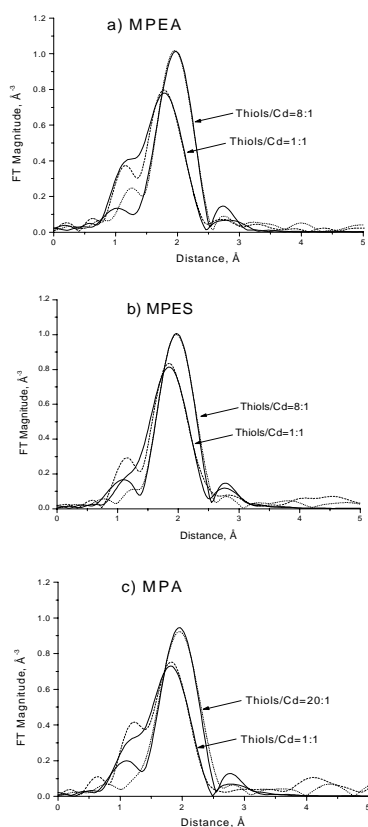 a) MPEA
FT Magnitude, Å-3
1.2
1.0
0.8
0.6
0.4
0.2
0.0
Thiols/Cd=8:1
Thiols/Cd=1:1
0 1 2 3 4 5
Distance, Å
b) MPES
FT Magnitude, Å-3
1.2
1.0
0.8
0.6
0.4
0.2
0.0
Thiols/Cd=8:1
Thiols/Cd=1:1
0 1 2 3 4 5
Distance, Å
c) MPA
FT Magnitude, Å-3
1.2
1.0
0.8
0.6
0.4
0.2
0.0
Thiols/Cd=20:1
Thiols/Cd=1:1
0 1 2 3 4 5
Distance, Å